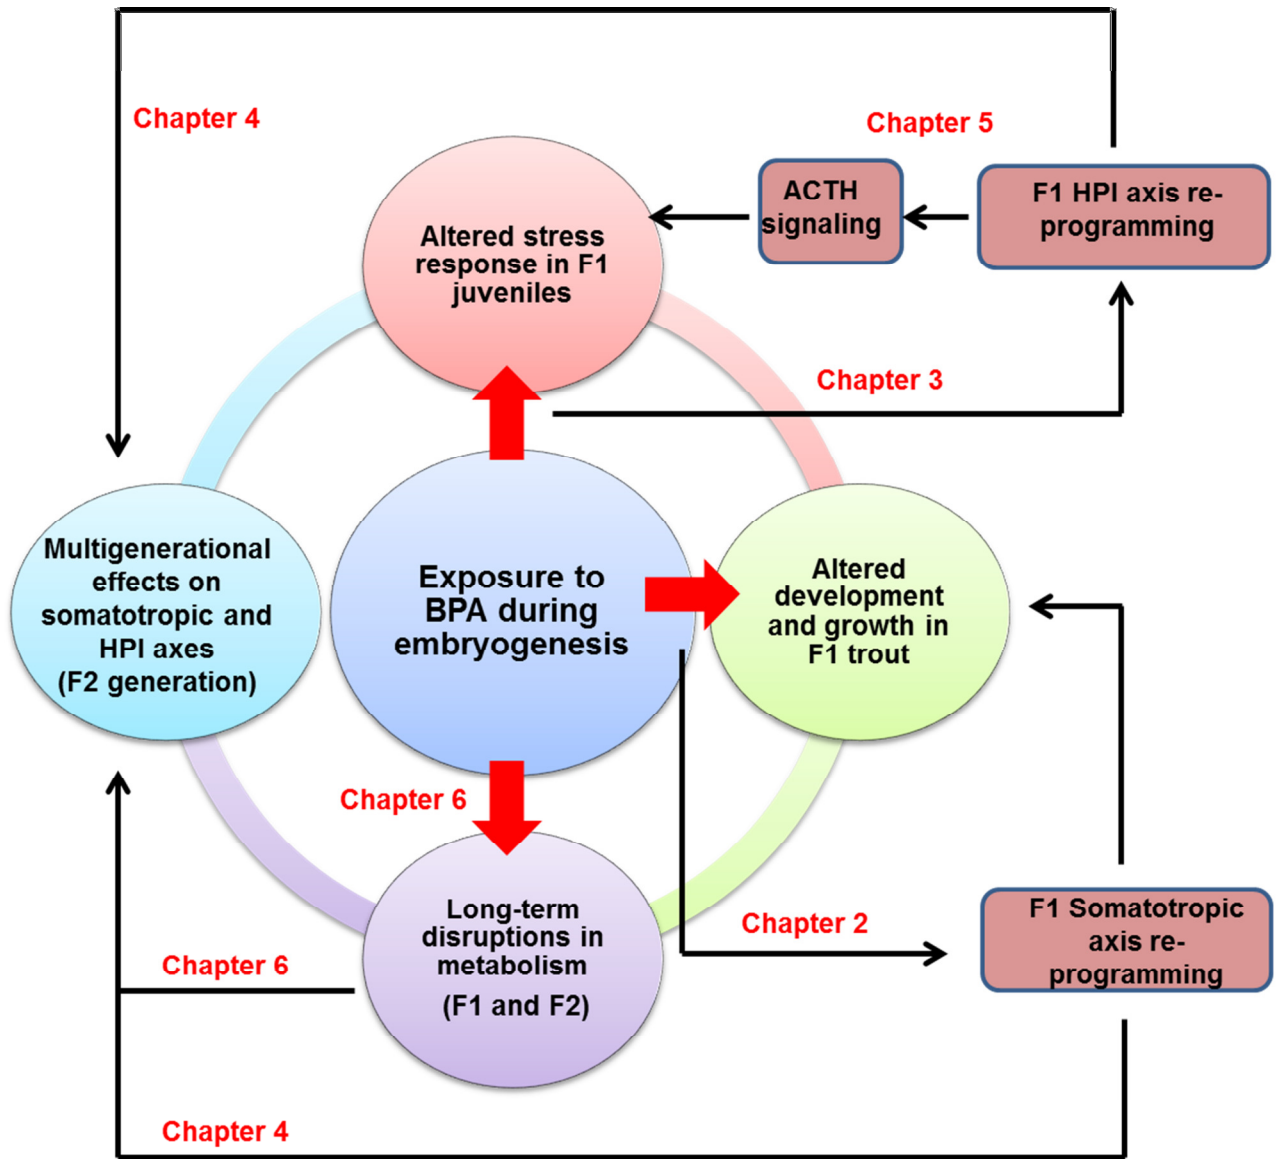 Chapter 4
Chapter 5
Altered stress
response in F1
juveniles
ACTH
signaling
F1 HPI axis re-
programming
Chapter 3
Multigenerational
effects on
somatotropic and
HPI axes
(F2 generation)
Exposure to
BPA during
embryogenesis
Altered
development
and growth in
F1 trout
Chapter 6
Long-term
disruptions in
metabolism
(F1 and F2)
Chapter 2
F1 Somatotropic
axis re-
programming
Chapter 6
Chapter 4